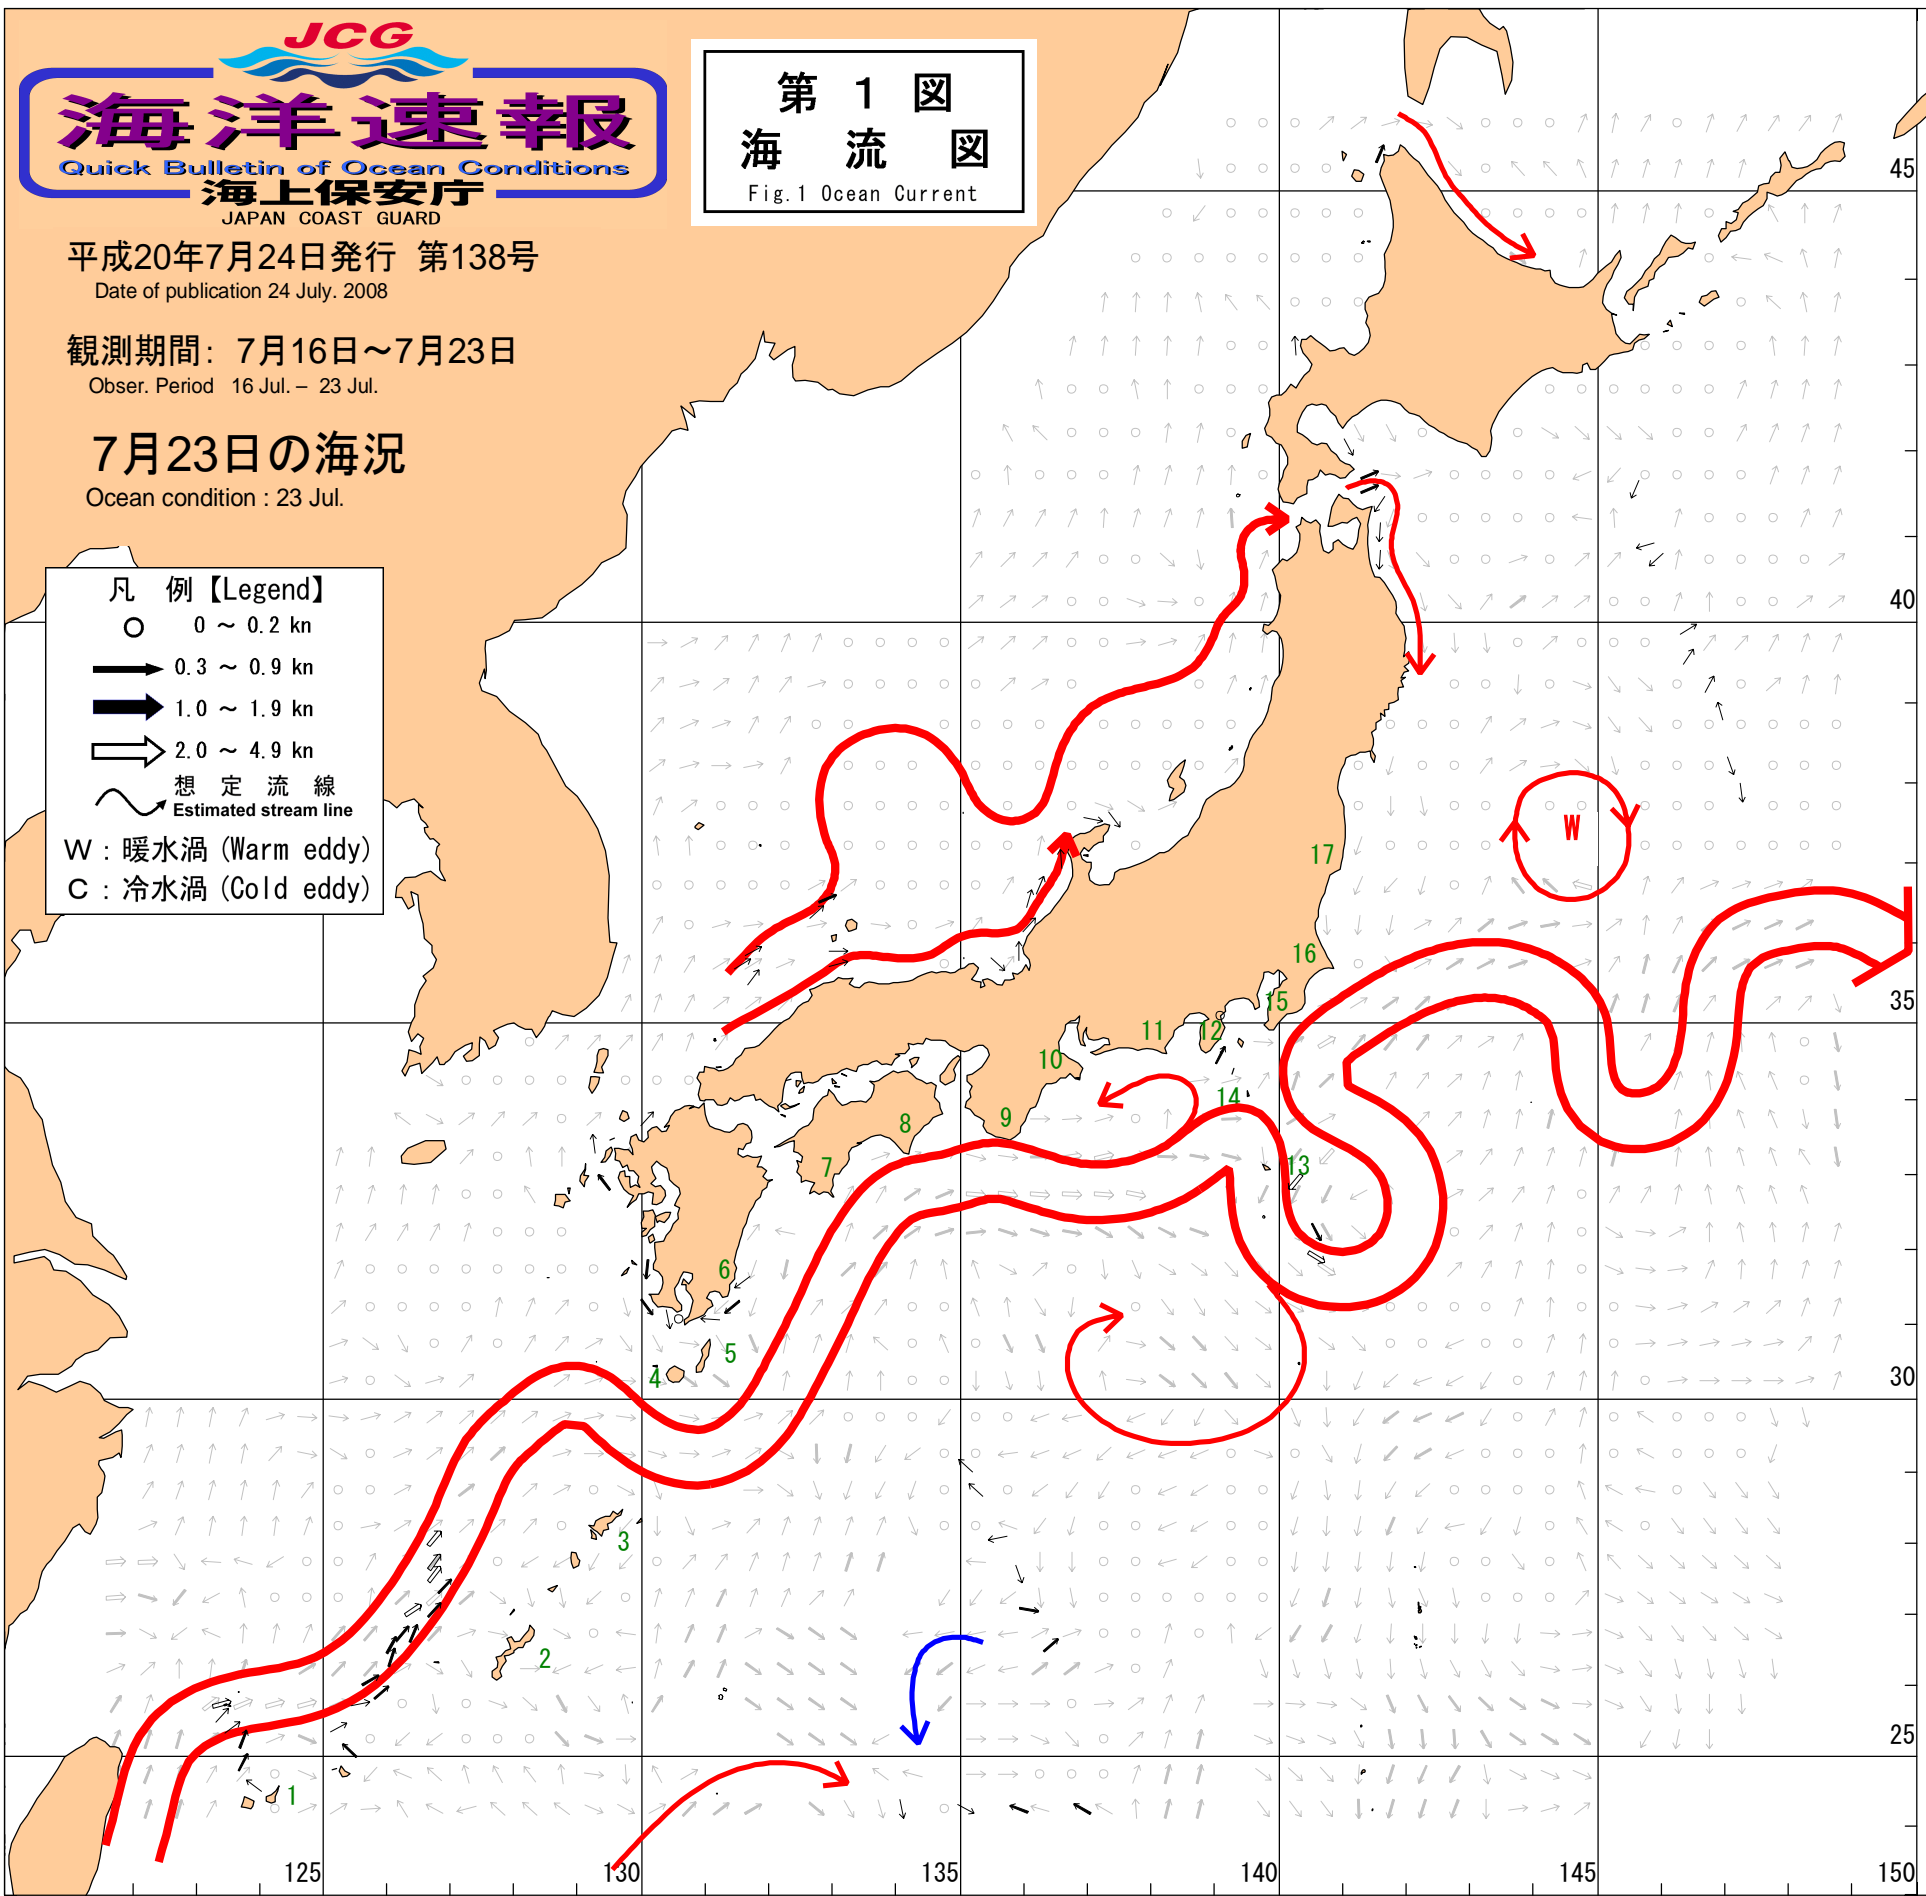 JCG
海洋速報
Quick Bulletin of Ocean Conditions
海上保安庁
JAPAN COAST GUARD
第 1 図
海 流 図
Fig.1 Ocean Current
平成20年7月24日発行 第138号
Date of publication 24 July. 2008
観測期間: 7月16日～7月23日
Obser. Period 16 Jul. – 23 Jul.
7月23日の海況
Ocean condition : 23 Jul.
凡 例【Legend】
0 ～ 0.2 kn
0.3 ～ 0.9 kn
1.0 ～ 1.9 kn
2.0 ～ 4.9 kn
想 定 流 線
Estimated stream line
W : 暖水渦 (Warm eddy)
C : 冷水渦 (Cold eddy)
45
40
W
17
16
35
15
12
11
10
14
9
8
7
13
6
5
4
30
3
2
25
1
125
130
135
140
145
150